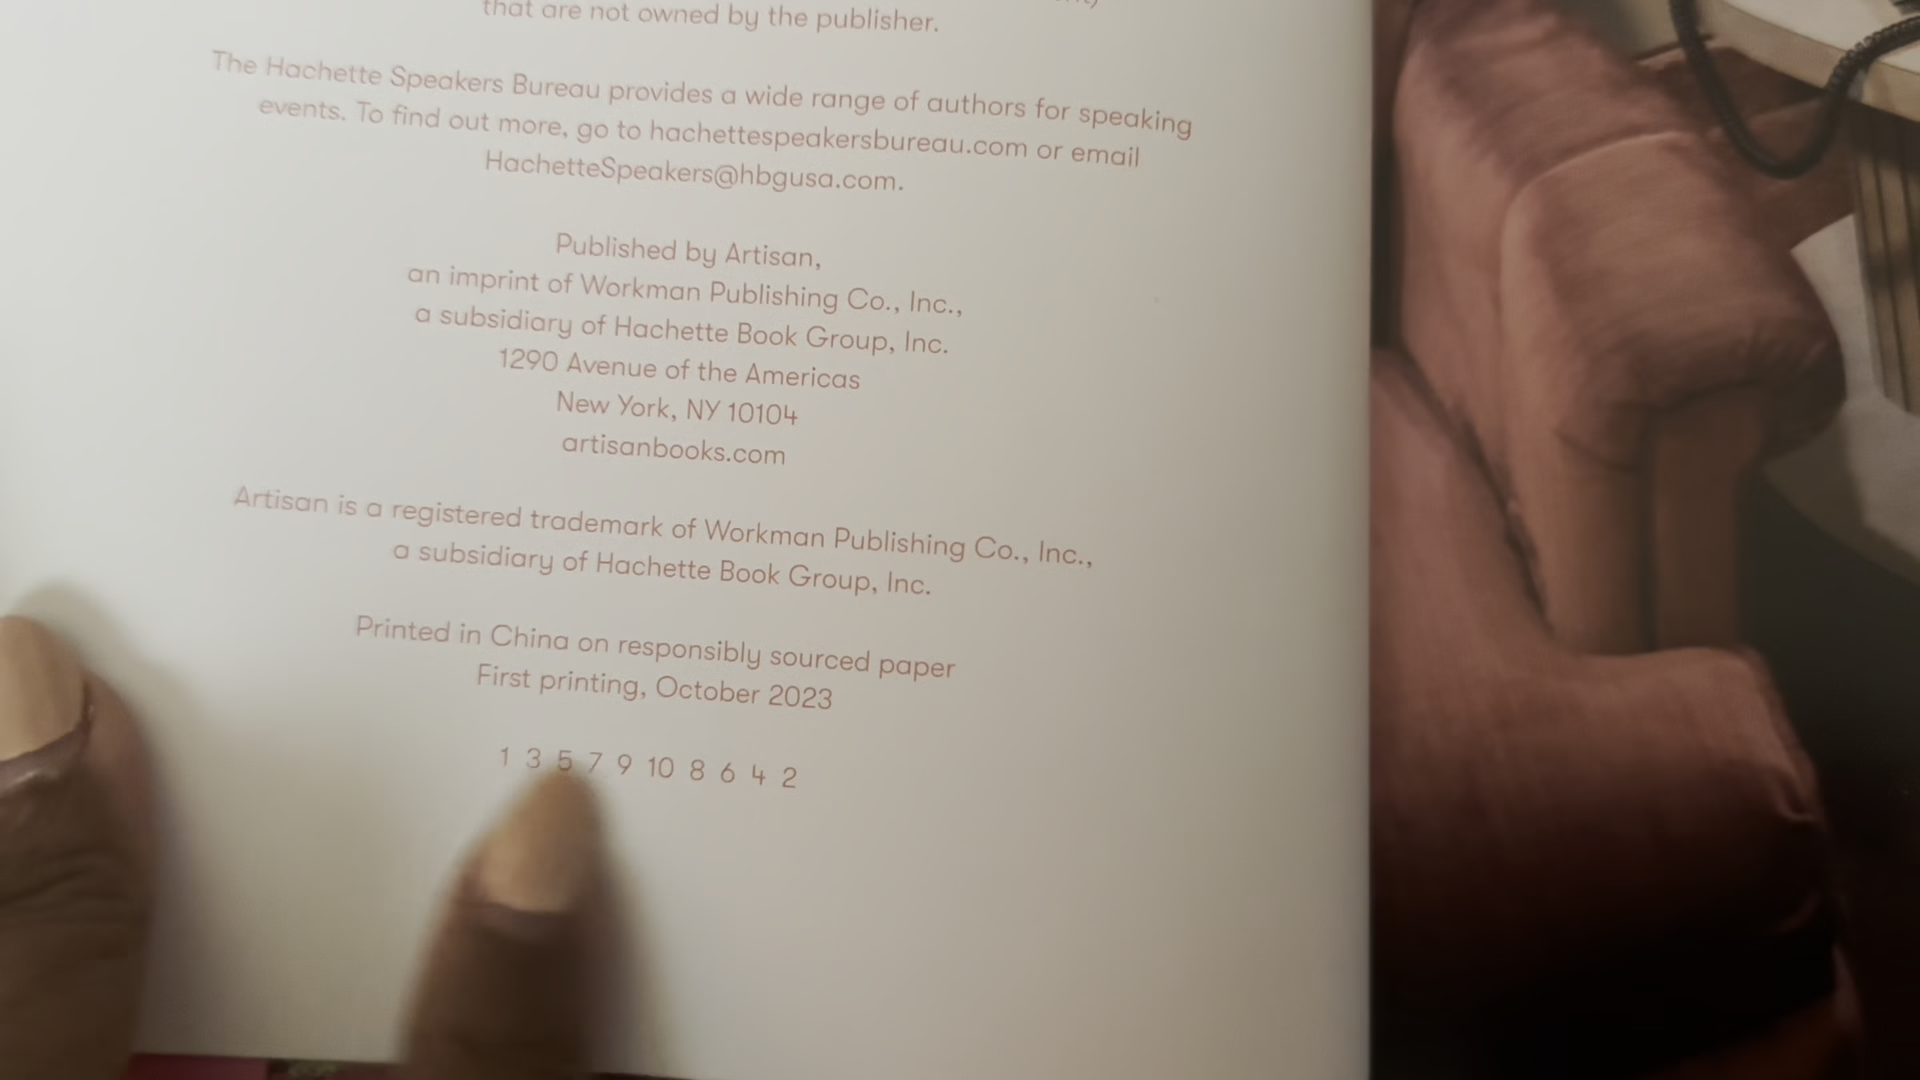 that are not owned by the publisher.
The Hachette Speakers Bureau provides a wide range of authors for speaking
events. To find out more, go to hachettespeakersbureau.com or email
HachetteSpeakers@hbgusa.com.
Published by Artisan,
an imprint of Workman Publishing Co., Inc.,
a subsidiary of Hachette Book Group, Inc.
1290 Avenue of the Americas
New York, NY 10104
artisanbooks.com
Artisan is a registered trademark of Workman Publishing Co., Inc.,
a subsidiary of Hachette Book Group, Inc.
Printed in China on responsibly sourced paper
First printing, October 2023
1 3 5 7 9 10 8 6 4 2